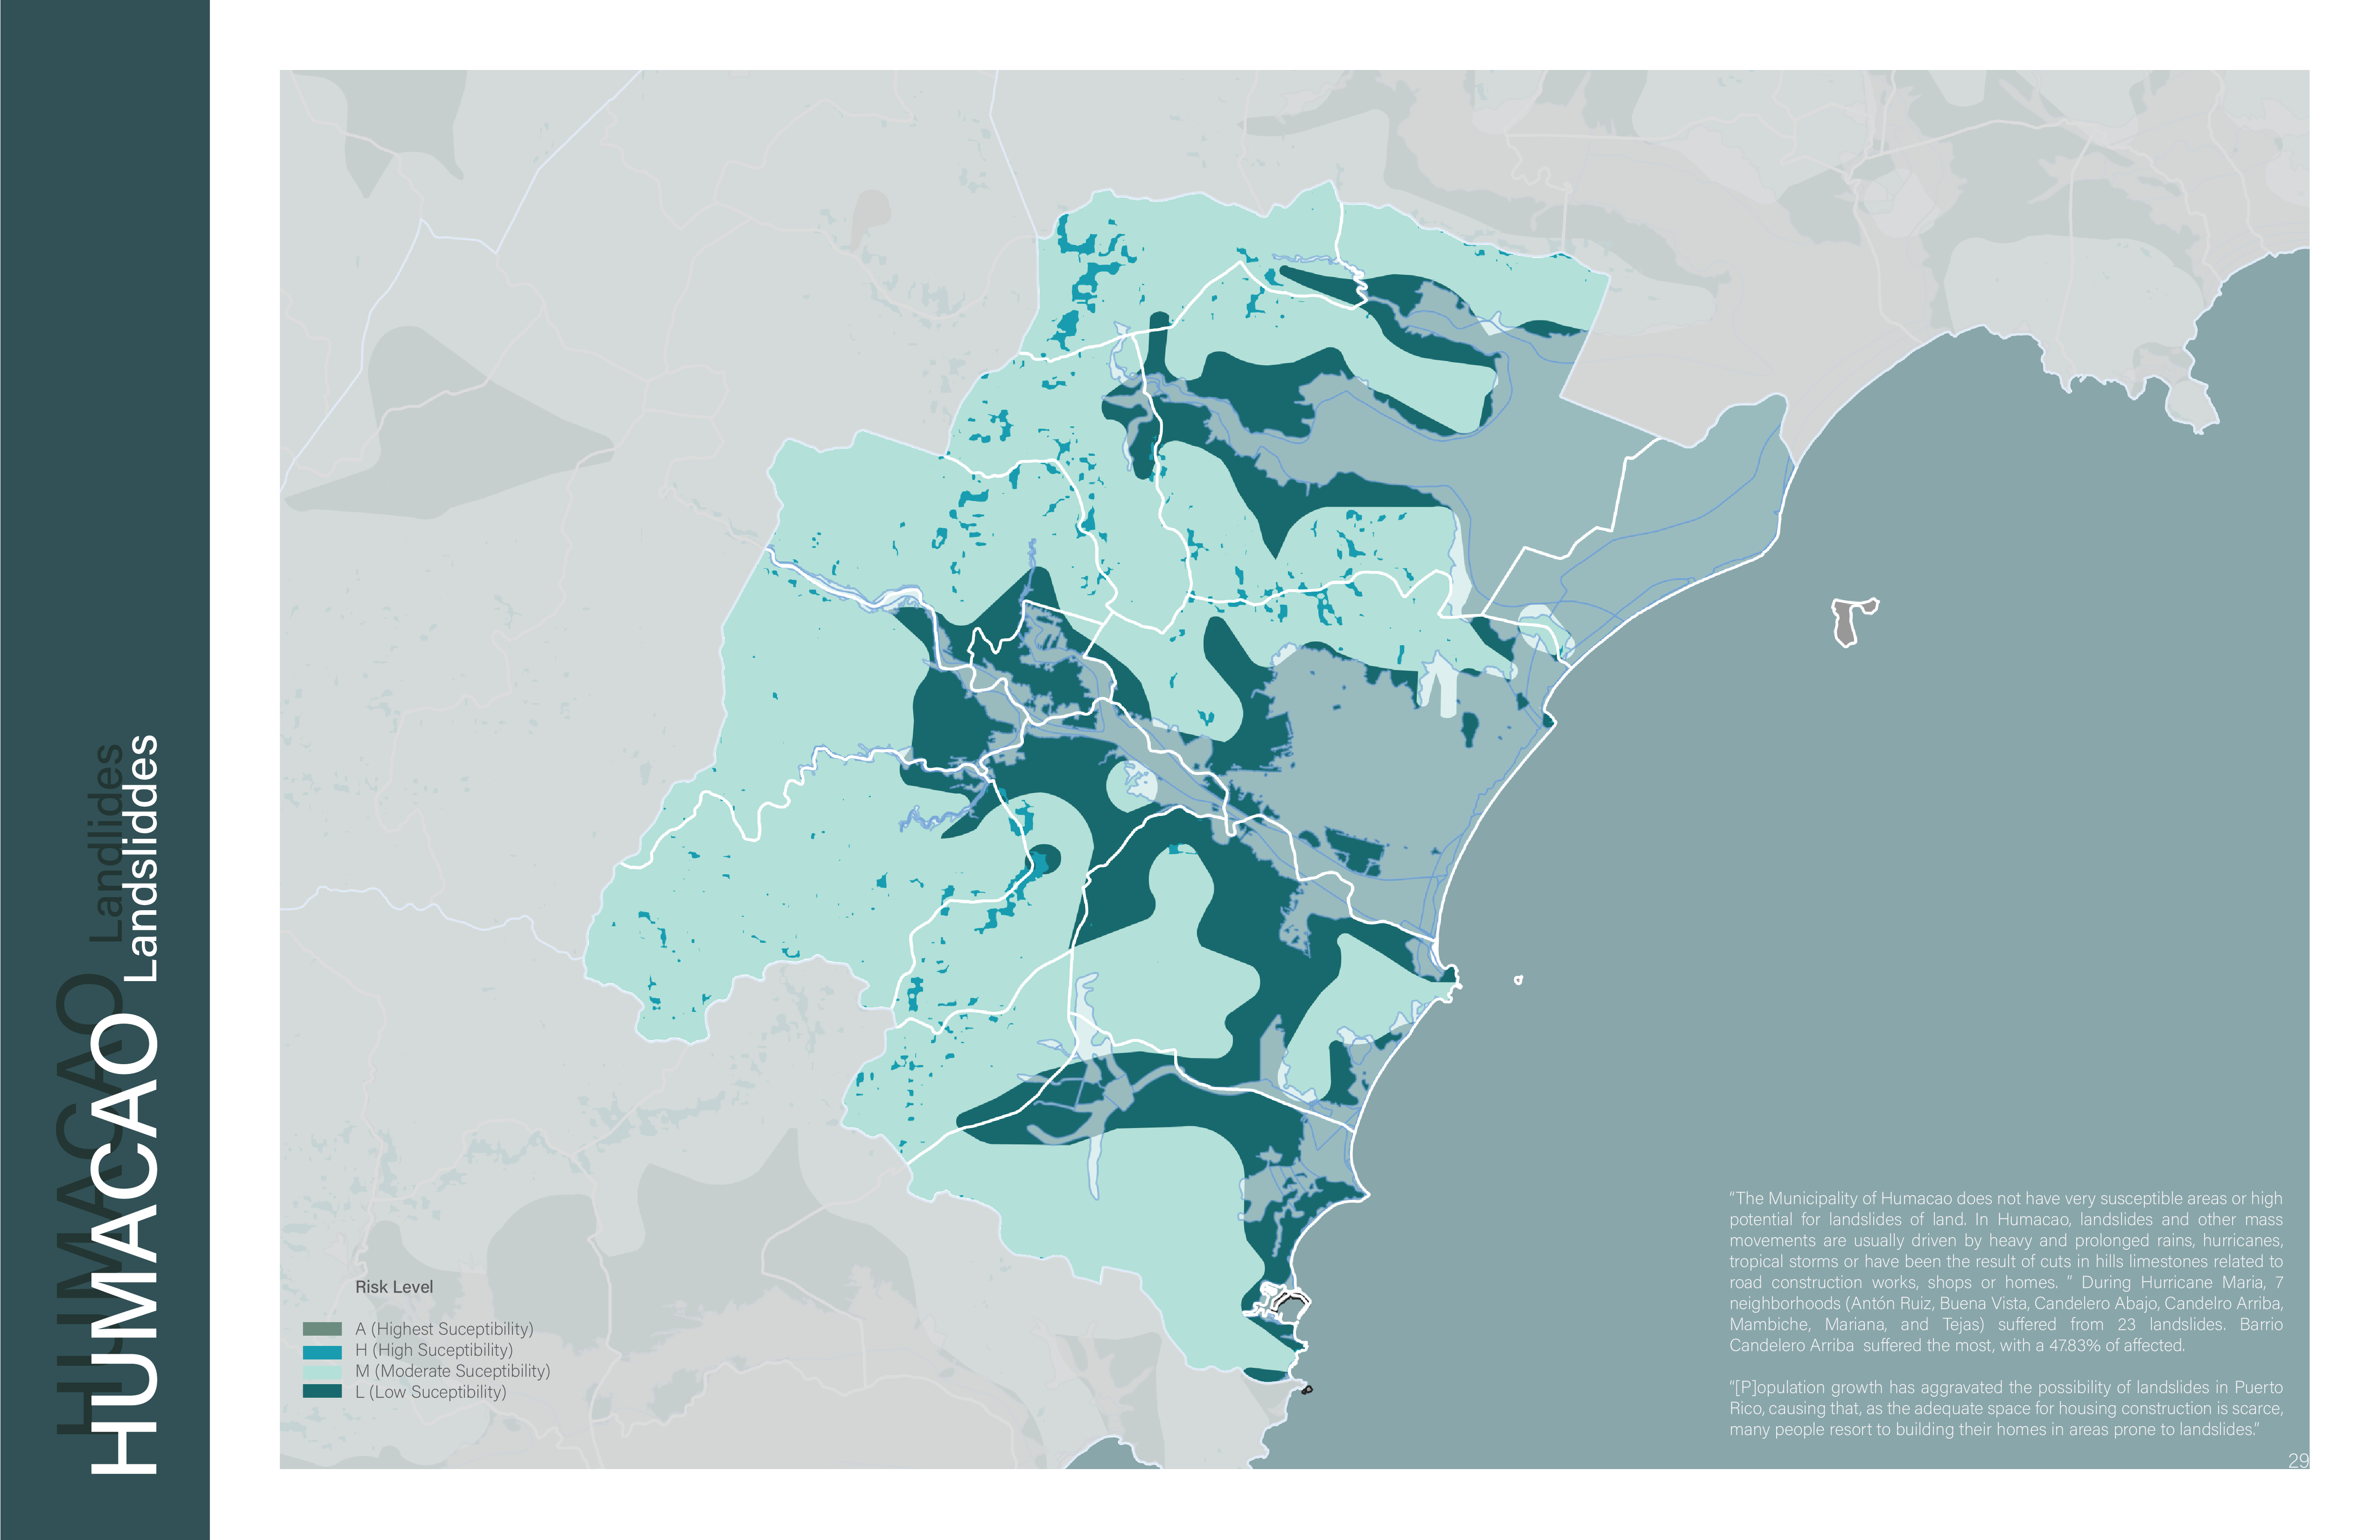 HUMACAO Landlides
HUMACAO Landsliddes
Risk Level
A (Highest Suceptibility)
H (High Suceptibility)
M (Moderate Suceptibility)
L (Low Suceptibility)
“The Municipality of Humacao does not have very susceptible areas or high
potential for landslides of land. In Humacao, landslides and other mass
movements are usually driven by heavy and prolonged rains, hurricanes,
tropical storms or have been the result of cuts in hills limestones related to
road construction works, shops or homes. ” During Hurricane Maria, 7
neighborhoods (Antón Ruiz, Buena Vista, Candelero Abajo, Candelro Arriba,
Mambiche, Mariana, and Tejas) suffered from 23 landslides. Barrio
Candelero Arriba suffered the most, with a 47.83% of affected.
“[P]opulation growth has aggravated the possibility of landslides in Puerto
Rico, causing that, as the adequate space for housing construction is scarce,
many people resort to building their homes in areas prone to landslides.”
29